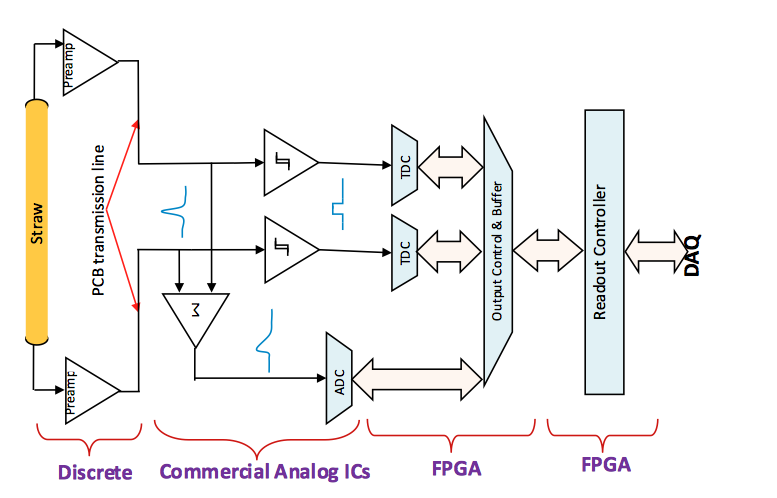 Preamp
Straw
PCB transmission line
Preamp
Σ
TDC
TDC
ADC
Output Control & Buffer
Readout Controller
DAQ
Discrete
Commercial Analog ICs
FPGA
FPGA